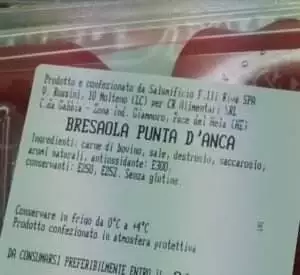 Prodotto e confezionato da Salumificio F.lli Riva SPA
D. Rossini, 10 Molteno (LC) per CR Alimentari SRL
C.da Gabbia - Zona ind. Giammoro, Pace del Mela (ME)
BRESAOLA PUNTA D'ANCA
Ingredienti: carne di bovino, sale, destrosio, saccarosio,
aromi naturali, antiossidante: E300,
conservanti: E250, E252. Senza glutine.
Conservare in frigo da 0°C a +4°C
Prodotto confezionato in atmosfera protettiva
DA CONSUMARSI PREFERIBILMENTE ENTRO IL